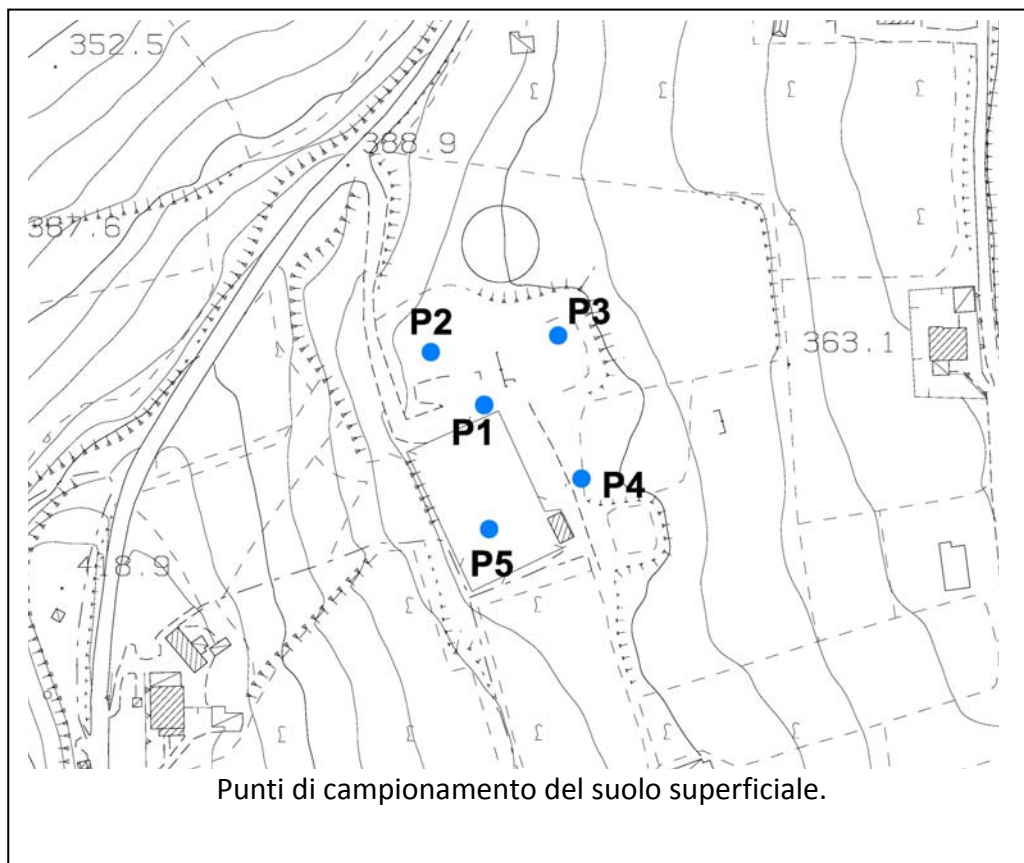 352.5
388.9
387.6
P2
P3
363.1
P1
P4
P5
418.9
Punti di campionamento del suolo superficiale.